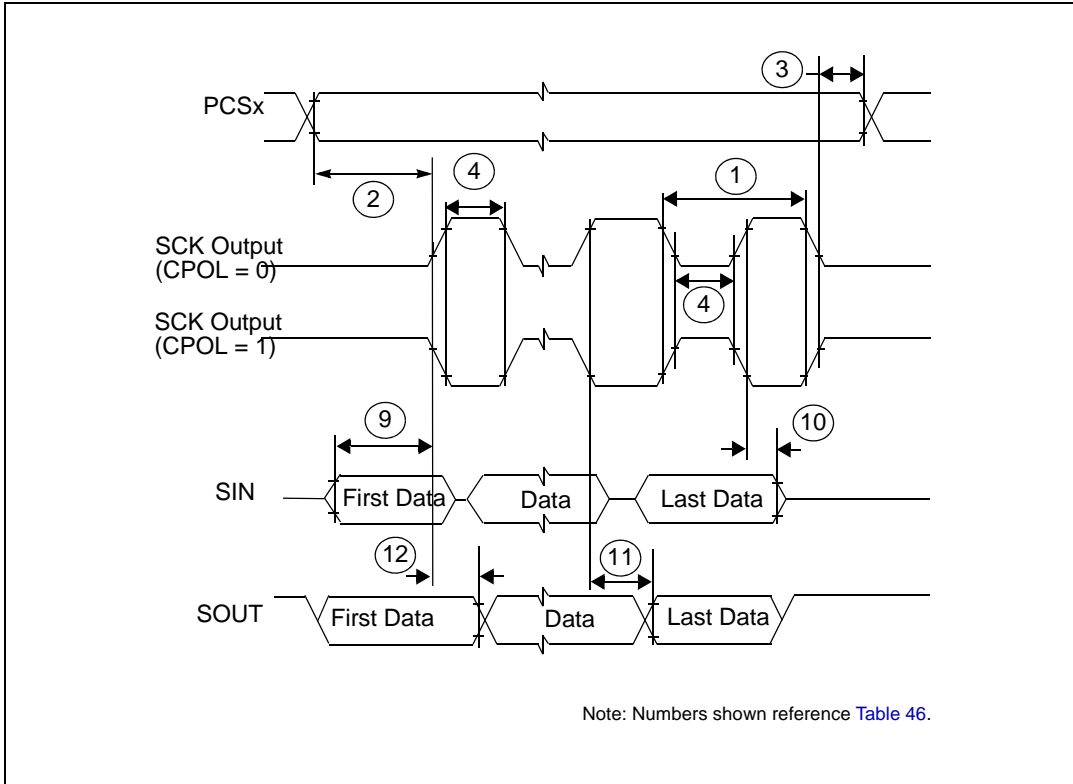 3
PCSx
2
4
1
SCK Output
(CPOL = 0)
4
SCK Output
(CPOL = 1)
9
10
SIN
First Data
Data
Last Data
12
11
SOUT
First Data
Data
Last Data
Note: Numbers shown reference Table 46.